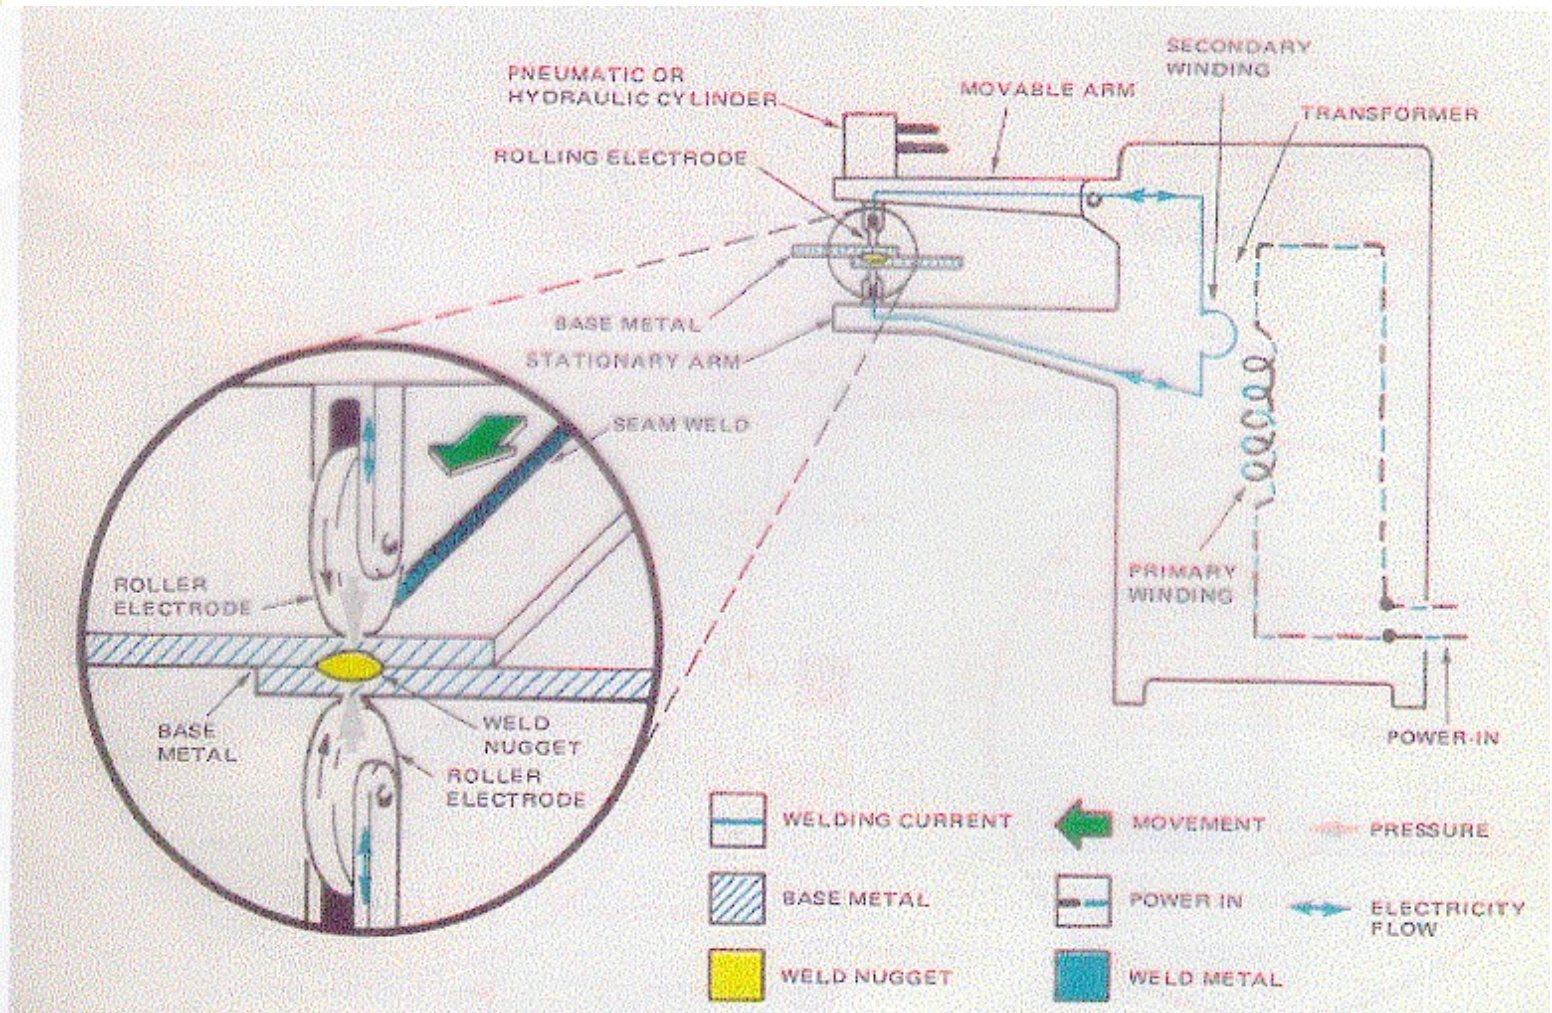 SECONDARY
WINDING
PNEUMATIC OR
HYDRAULIC CYLINDER
MOVABLE ARM
TRANSFORMER
ROLLING ELECTRODE
BASE METAL
STATIONARY ARM
SEAM WELD
ROLLER
ELECTRODE
PRIMARY
WINDING
BASE
METAL
WELD
NUGGET
ROLLER
ELECTRODE
POWER-IN
WELDING CURRENT
MOVEMENT
PRESSURE
BASE METAL
POWER IN
ELECTRICITY
FLOW
WELD NUGGET
WELD METAL